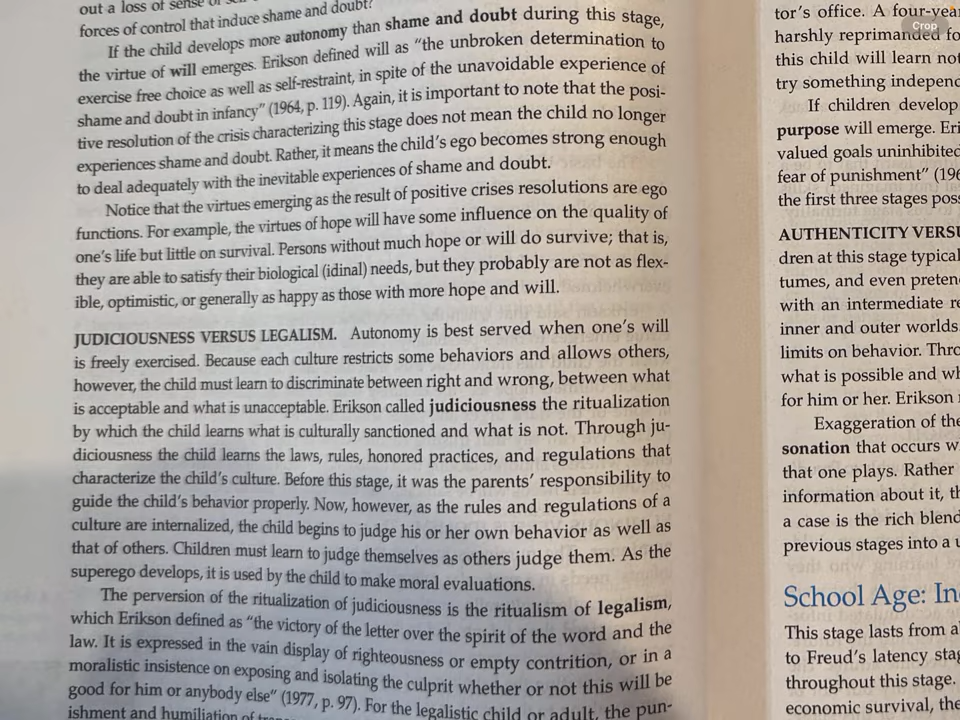 out a loss of sense of
forces of control that induce shame and doubt?
If the child develops more autonomy than shame and doubt during this stage,
the virtue of will emerges. Erikson defined will as “the unbroken determination to
exercise free choice as well as self-restraint, in spite of the unavoidable experience of
shame and doubt in infancy” (1964, p. 119). Again, it is important to note that the posi-
tive resolution of the crisis characterizing this stage does not mean the child no longer
experiences shame and doubt. Rather, it means the child’s ego becomes strong enough
to deal adequately with the inevitable experiences of shame and doubt.
Notice that the virtues emerging as the result of positive crises resolutions are ego
functions. For example, the virtues of hope will have some influence on the quality of
one’s life but little on survival. Persons without much hope or will do survive; that is,
they are able to satisfy their biological (idinal) needs, but they probably are not as flex-
ible, optimistic, or generally as happy as those with more hope and will.
JUDICIOUSNESS VERSUS LEGALISM. Autonomy is best served when one’s will
is freely exercised. Because each culture restricts some behaviors and allows others,
however, the child must learn to discriminate between right and wrong, between what
is acceptable and what is unacceptable. Erikson called judiciousness the ritualization
by which the child learns what is culturally sanctioned and what is not. Through ju-
diciousness the child learns the laws, rules, honored practices, and regulations that
characterize the child’s culture. Before this stage, it was the parents’ responsibility to
guide the child’s behavior properly. Now, however, as the rules and regulations of a
culture are internalized, the child begins to judge his or her own behavior as well as
that of others. Children must learn to judge themselves as others judge them. As the
superego develops, it is used by the child to make moral evaluations.
The perversion of the ritualization of judiciousness is the ritualism of legalism,
which Erikson defined as “the victory of the letter over the spirit of the word and the
law. It is expressed in the vain display of righteousness or empty contrition, or in a
moralistic insistence on exposing and isolating the culprit whether or not this will be
good for him or anybody else” (1977, p. 97). For the legalistic child or adult, the pun-
ishment and humiliation of
tor’s office. A four-yea
harshly reprimanded fo
this child will learn not
try something independ
If children develop
purpose will emerge. Eri
valued goals uninhibited
fear of punishment” (196
the first three stages poss
AUTHENTICITY VERSU
dren at this stage typical
tumes, and even preten
with an intermediate re
inner and outer worlds
limits on behavior. Thro
what is possible and wh
for him or her. Erikson
Exaggeration of the
sonation that occurs w
that one plays. Rather
information about it, th
a case is the rich blend
previous stages into a u
School Age: In
This stage lasts from a
to Freud’s latency stag
throughout this stage.
economic survival, the
Crop